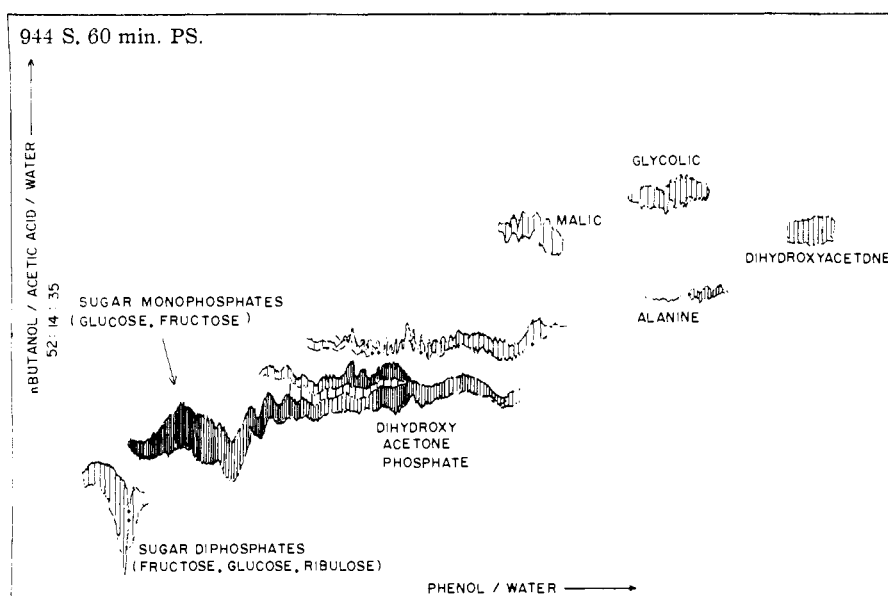 944 S, 60 min. PS.
nBUTANOL / ACETIC ACID / WATER
52 : 14 : 35
GLYCOLIC
MALIC
DIHYDROXYACETONE
ALANINE
SUGAR MONOPHOSPHATES
(GLUCOSE, FRUCTOSE)
DIHYDROXY
ACETONE
PHOSPHATE
SUGAR DIPHOSPHATES
(FRUCTOSE, GLUCOSE, RIBULOSE)
PHENOL / WATER